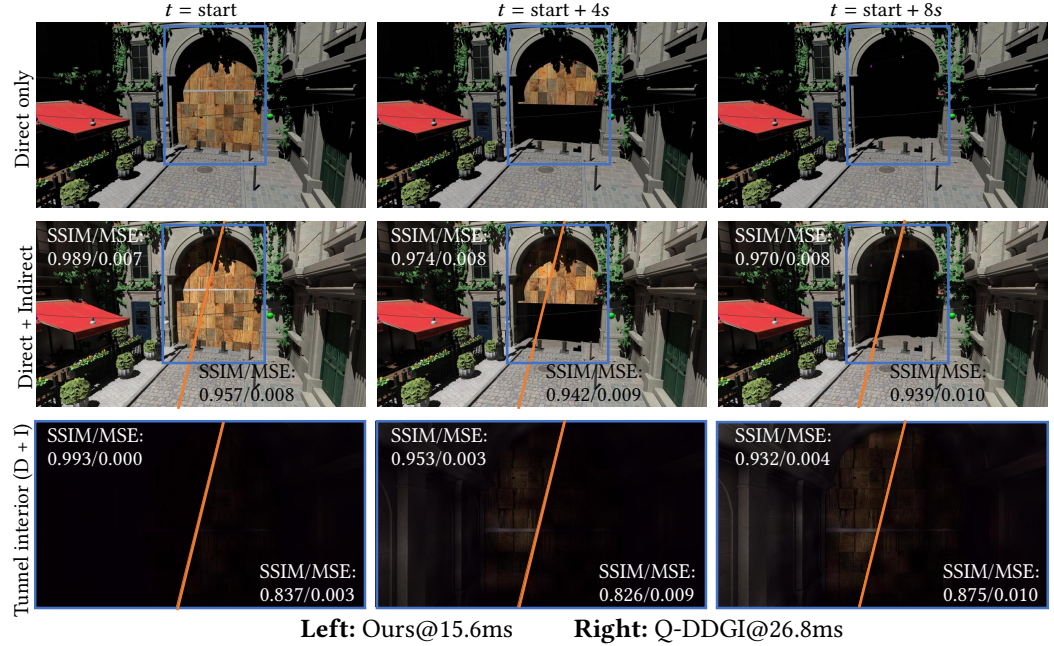 t = start
t = start + 4s
t = start + 8s
Direct only
Direct + Indirect
SSIM/MSE:
0.989/0.007
SSIM/MSE:
0.957/0.008
SSIM/MSE:
0.974/0.008
SSIM/MSE:
0.942/0.009
SSIM/MSE:
0.970/0.008
SSIM/MSE:
0.939/0.010
Tunnel interior (D + I)
SSIM/MSE:
0.993/0.000
SSIM/MSE:
0.837/0.003
SSIM/MSE:
0.953/0.003
SSIM/MSE:
0.826/0.009
SSIM/MSE:
0.932/0.004
SSIM/MSE:
0.875/0.010
Left: Ours@15.6ms
Right: Q-DDGI@26.8ms